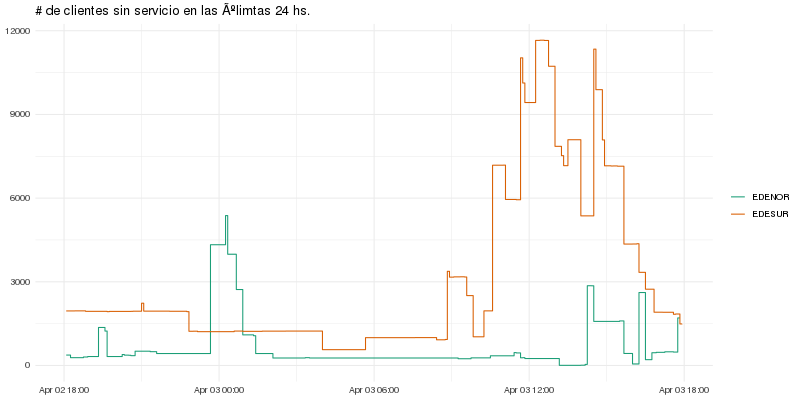 # de clientes sin servicio en las Ãºlimtas 24 hs.
12000
9000
6000
3000
0
Apr 02 18:00
Apr 03 00:00
Apr 03 06:00
Apr 03 12:00
Apr 03 18:00
EDENOR
EDESUR